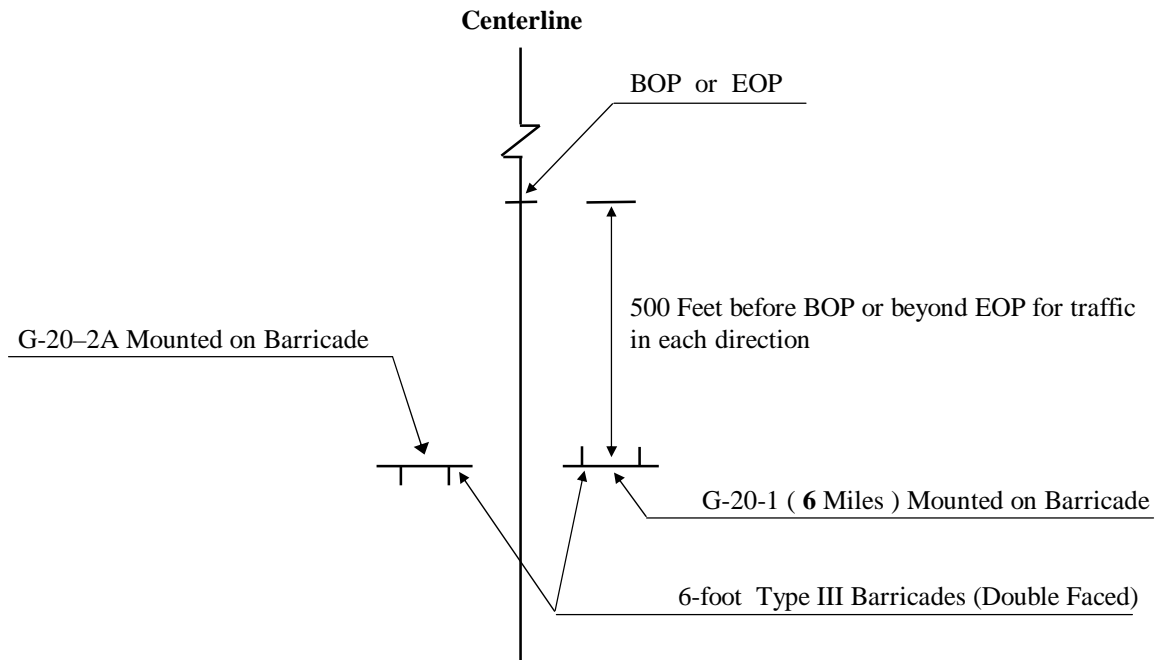 Centerline
BOP or EOP
500 Feet before BOP or beyond EOP for traffic
in each direction
G-20–2A Mounted on Barricade
G-20-1 ( 6 Miles ) Mounted on Barricade
6-foot Type III Barricades (Double Faced)